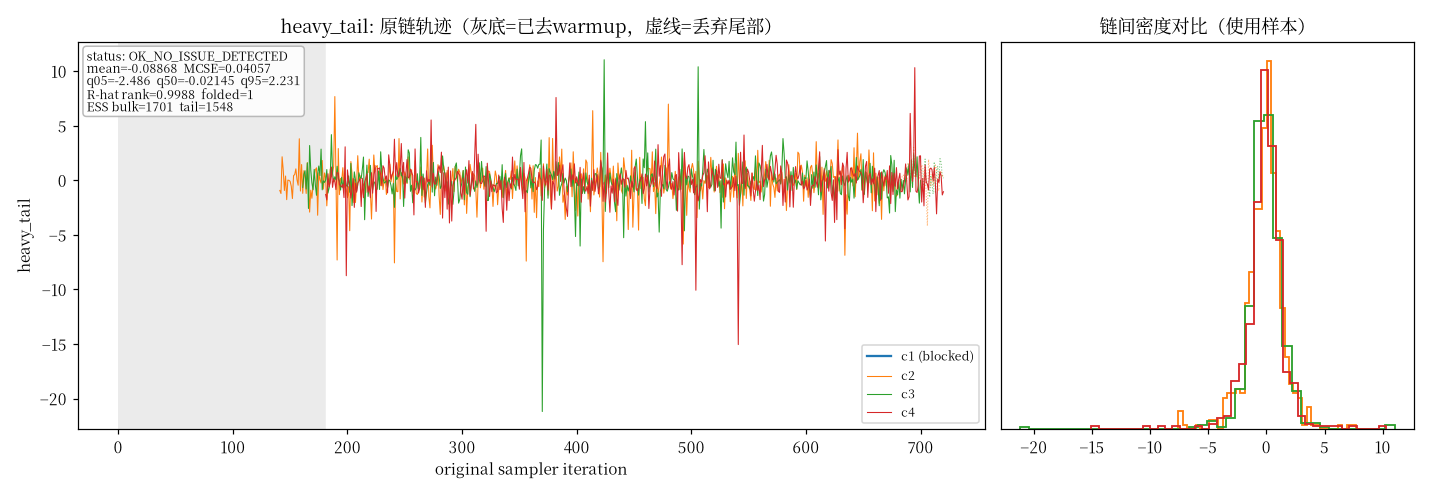 heavy_tail: 原链轨迹（灰底=已去warmup，虚线=丢弃尾部）
链间密度对比（使用样本）
status: OK_NO_ISSUE_DETECTED
mean=-0.08868 MCSE=0.04057
q05=-2.486 q50=-0.02145 q95=2.231
R-hat rank=0.9988 folded=1
ESS bulk=1701 tail=1548
10
5
0
−5
−10
−15
−20
heavy_tail
c1 (blocked)
c2
c3
c4
0 100 200 300 400 500 600 700
original sampler iteration
−20 −15 −10 −5 0 5 10